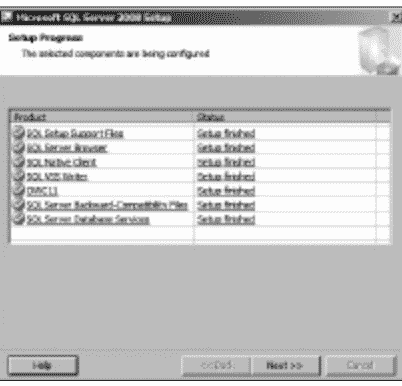 Microsoft SQL Server 2008 Setup
Setup Progress
The selected components are being configured
Product Status
SQL Setup Support Files Setup finished
SQL Server Browser Setup finished
SQL Native Client Setup finished
SQL VSS Writer Setup finished
OWC11 Setup finished
SQL Server Backward-Compatibility Files Setup finished
SQL Server Database Services Setup finished
Help << Back Next >> Cancel